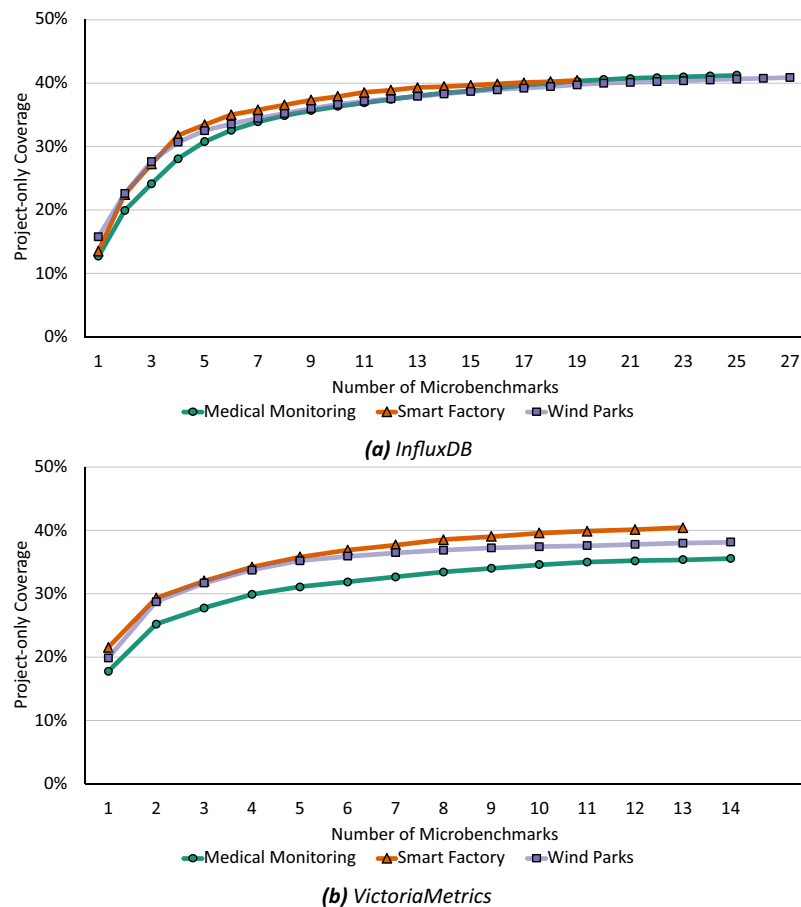 50%
40%
30%
20%
10%
0%
Project-only Coverage
1 3 5 7 9 11 13 15 17 19 21 23 25 27
Number of Microbenchmarks
Medical Monitoring Smart Factory Wind Parks
(a) InfluxDB
50%
40%
30%
20%
10%
0%
Project-only Coverage
1 2 3 4 5 6 7 8 9 10 11 12 13 14
Number of Microbenchmarks
Medical Monitoring Smart Factory Wind Parks
(b) VictoriaMetrics